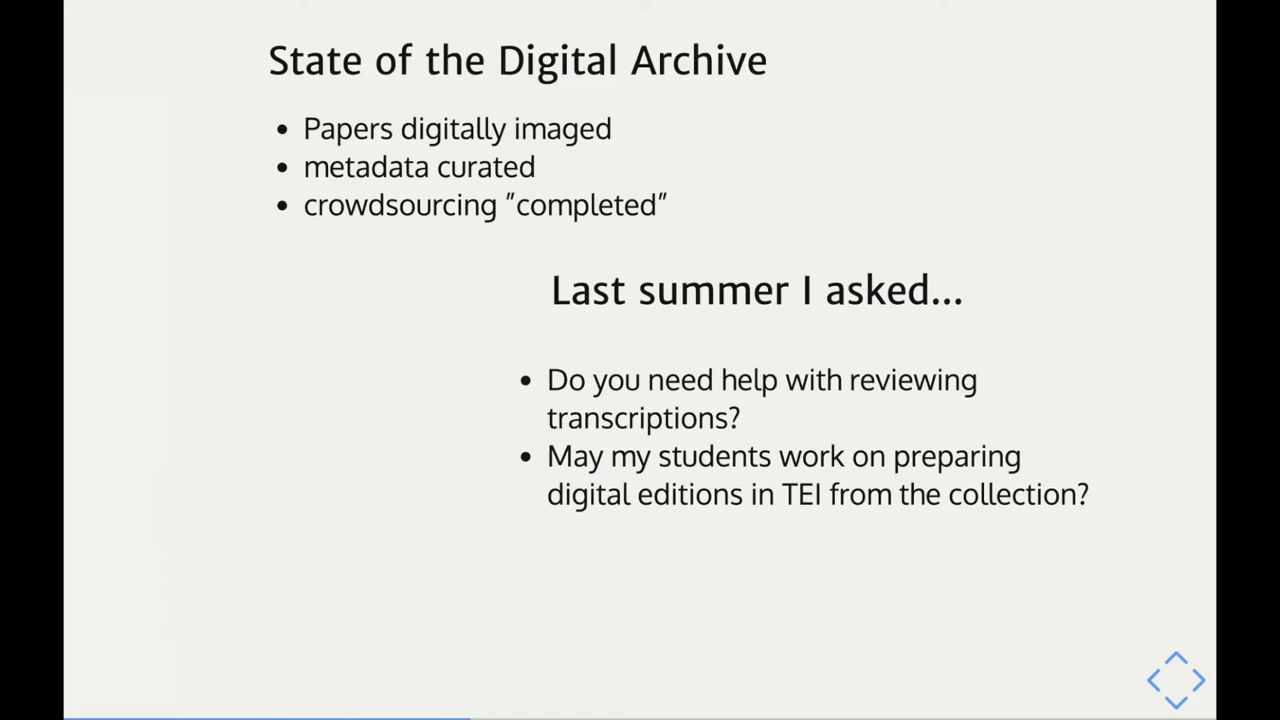 State of the Digital Archive
• Papers digitally imaged
• metadata curated
• crowdsourcing "completed"
Last summer I asked...
• Do you need help with reviewing
transcriptions?
• May my students work on preparing
digital editions in TEI from the collection?